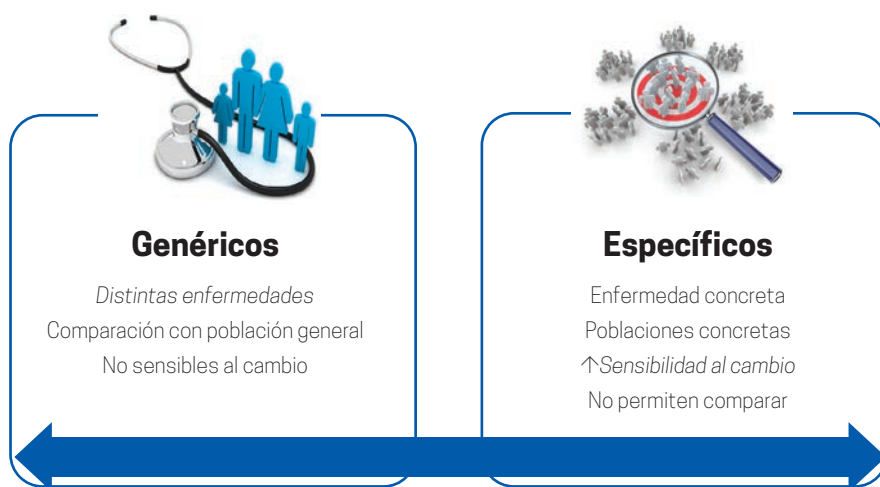 Genéricos
Distintas enfermedades
Comparación con población general
No sensibles al cambio
Específicos
Enfermedad concreta
Poblaciones concretas
↑Sensibilidad al cambio
No permiten comparar